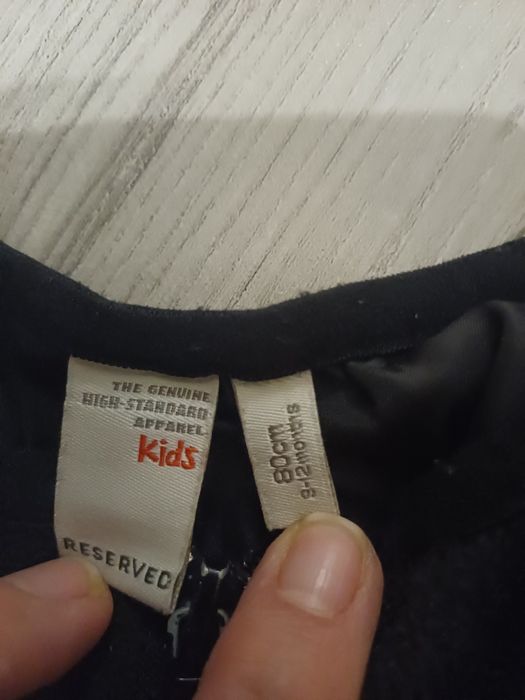 THE GENUINE
HIGH-STANDARD
APPAREL
Kids
RESERVED
80cm
9-12 months